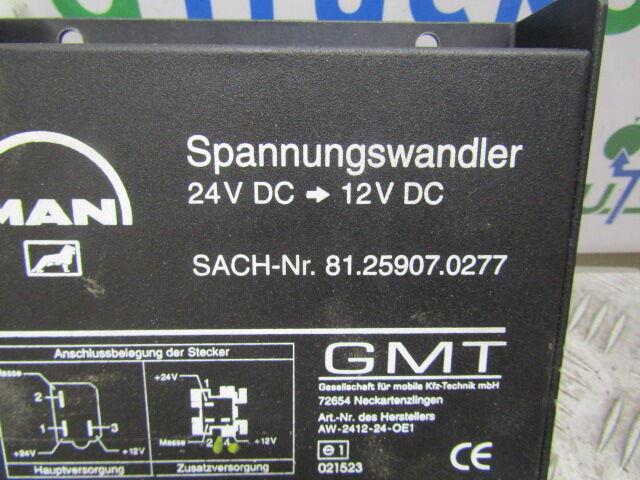 MAN
Spannungswandler
24V DC → 12V DC
SACH-Nr. 81.25907.0277
Anschlussbelegung der Stecker
Masse
2
1
3
+24V
+12V
Hauptversorgung
+24V
1
Masse
2
4
+12V
Zusatzversorgung
GMT
Gesellschaft für mobile Kfz-Technik mbH
72654 Neckartenzlingen
Art.-Nr. des Herstellers
AW-2412-24-OE1
e1
021523
CE